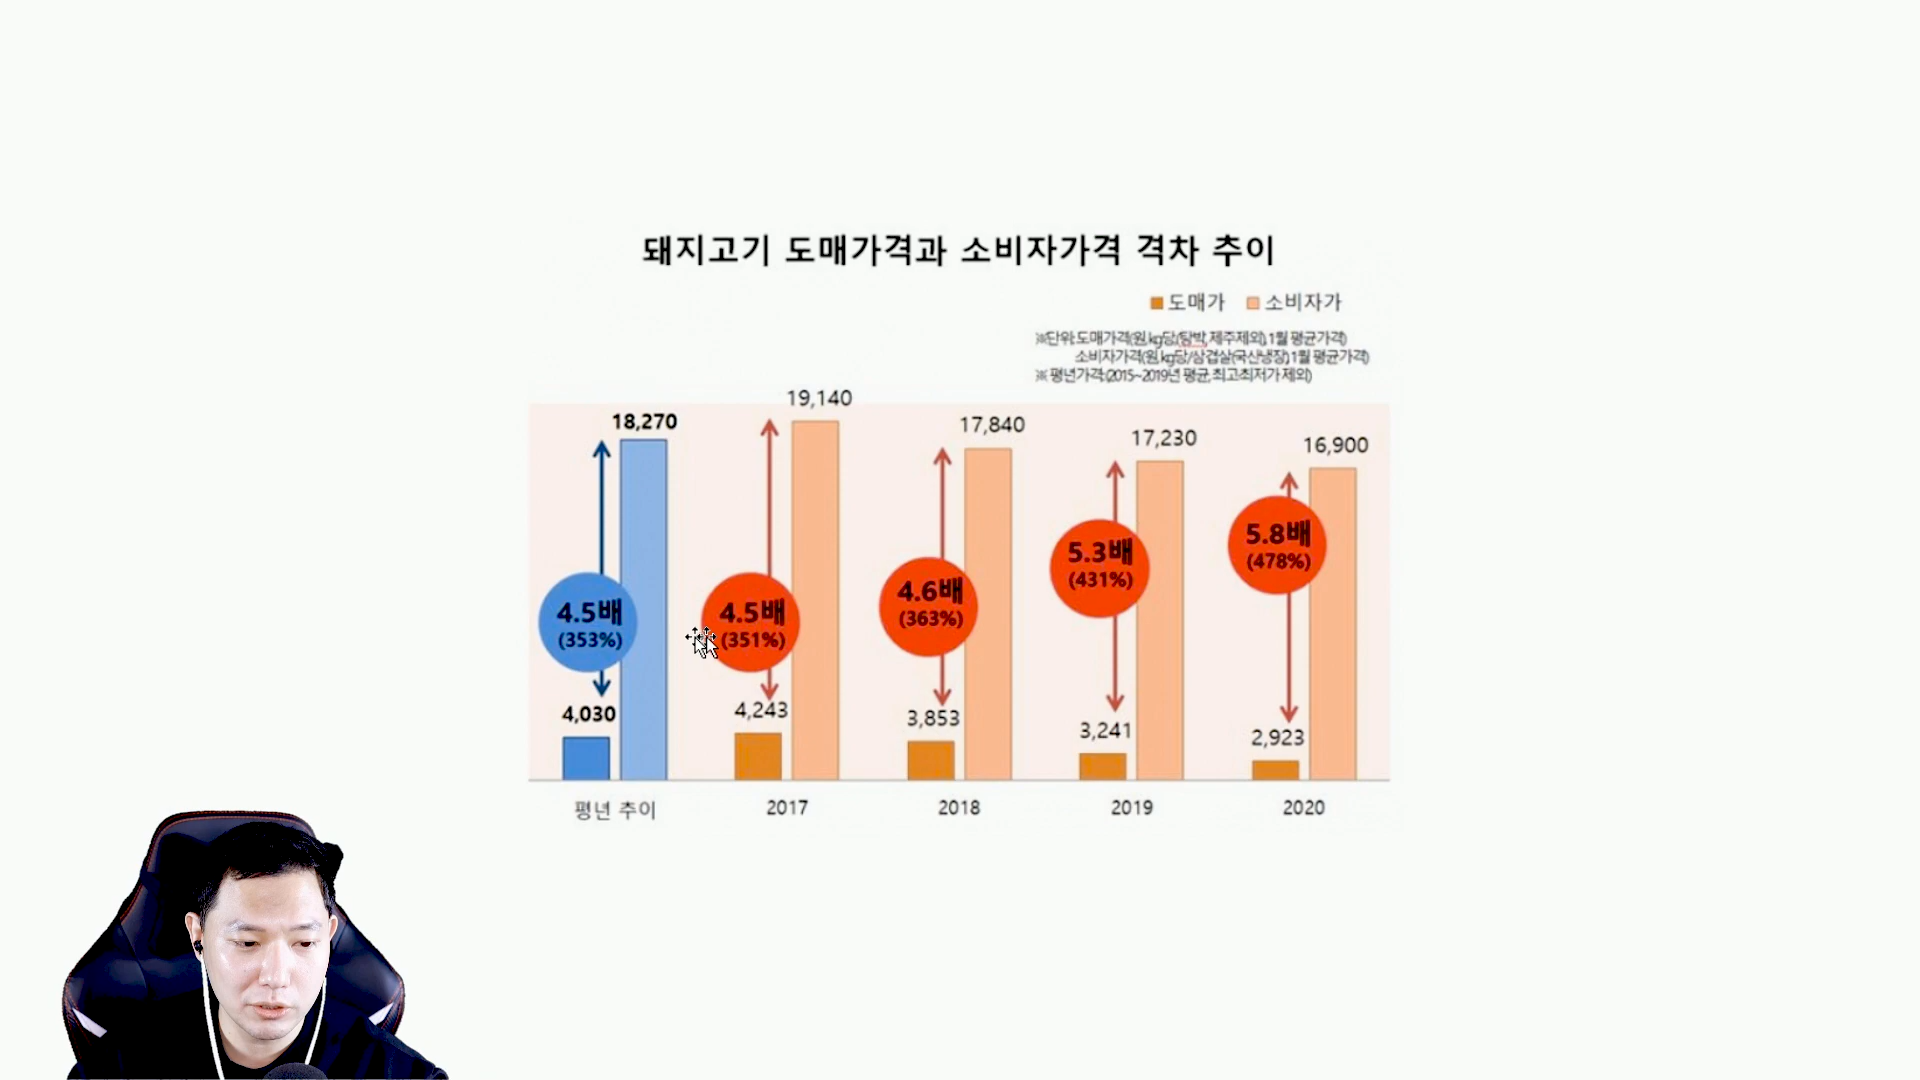 돼지고기 도매가격과 소비자가격 격차 추이
도매가 소비자가
※단위:도매가격(원,kg당(탕박,제주제외),1월 평균가격)
소비자가격(원,kg당/삼겹살(국산냉장),1월 평균가격)
※ 평년가격:(2015~2019년 평균,최고최저가 제외)
18,270
19,140
17,840
17,230
16,900
4.5배
(353%)
4.5배
(351%)
4.6배
(363%)
5.3배
(431%)
5.8배
(478%)
4,030
4,243
3,853
3,241
2,923
평년 추이
2017
2018
2019
2020